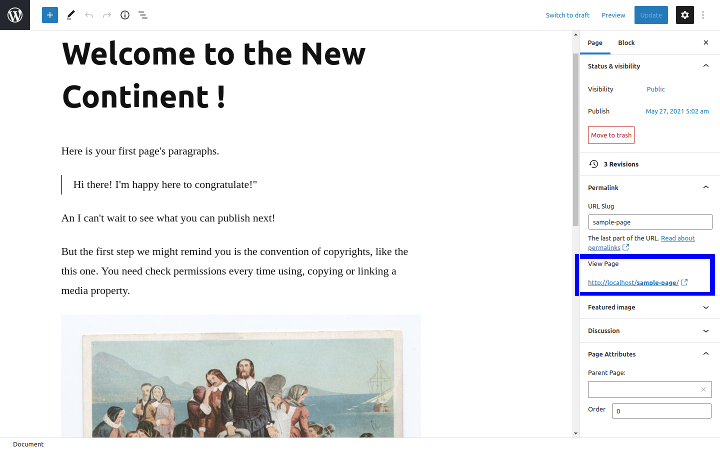 Switch to draft Preview Update
Welcome to the New
Continent !
Here is your first page's paragraphs.
Hi there! I'm happy here to congratulate!"
An I can't wait to see what you can publish next!
But the first step we might remind you is the convention of copyrights, like the
this one. You need check permissions every time using, copying or linking a
media property.
Page Block
Status & visibility
Visibility Public
Publish May 27, 2021 5:02 am
Move to trash
3 Revisions
Permalink
URL Slug
sample-page
The last part of the URL. Read about
permalinks
View Page
http://localhost/sample-page/
Featured image
Discussion
Page Attributes
Parent Page:
Order 0
Document